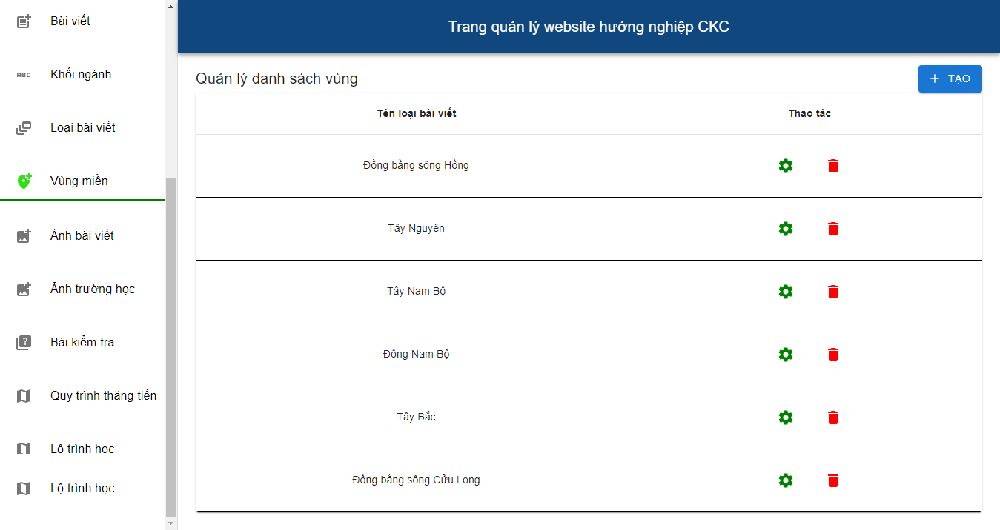 Bài viết
ABC
Khối ngành
Loại bài viết
Vùng miền
Ảnh bài viết
Ảnh trường học
?
Bài kiểm tra
Quy trình thăng tiến
Lô trình hoc
Lộ trình học
Trang quản lý website hướng nghiệp CKC
Quản lý danh sách vùng
+ TẠO
Tên loại bài viết Thao tác
Đồng bằng sông Hồng
Tây Nguyên
Tây Nam Bộ
Đông Nam Bộ
Tây Bắc
Đồng bằng sông Cửu Long